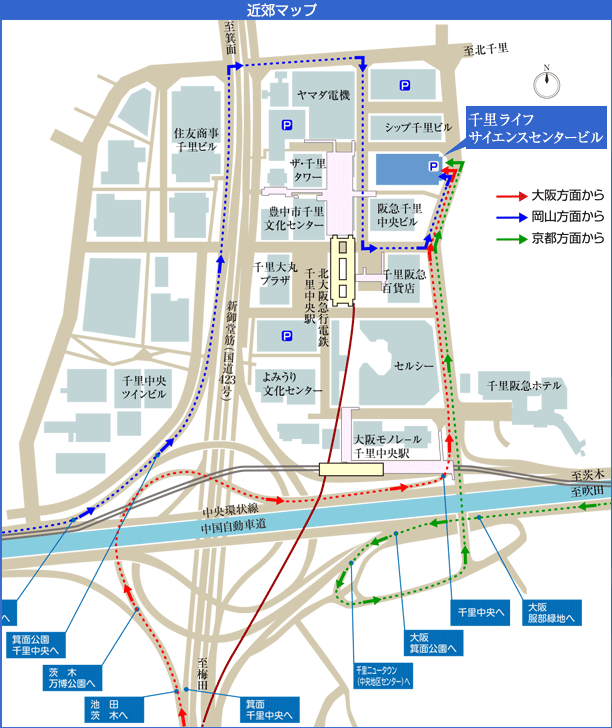 近郊マップ
至箕面
至北千里
N
ヤマダ電機
P
P
シップ千里ビル
千里ライフ
サイエンスセンタービル
住友商事
千里ビル
ザ・千里
タワー
P
大阪方面から
岡山方面から
京都方面から
豊中市千里
文化センター
阪急千里
中央ビル
千里大丸
プラザ
北大阪急行電鉄
千里中央駅
千里阪急
百貨店
新御堂筋(国道423号)
P
セルシー
千里中央
ツインビル
よみうり
文化センター
千里阪急ホテル
大阪モノレール
千里中央駅
至茨木
至吹田
中央環状線
中国自動車道
へ
箕面公園
千里中央へ
千里中央へ
大阪
服部緑地へ
大阪
箕面公園へ
茨木
万博公園へ
千里ニュータウン
(中央地区センター)へ
至梅田
池田
茨木へ
箕面
千里中央へ